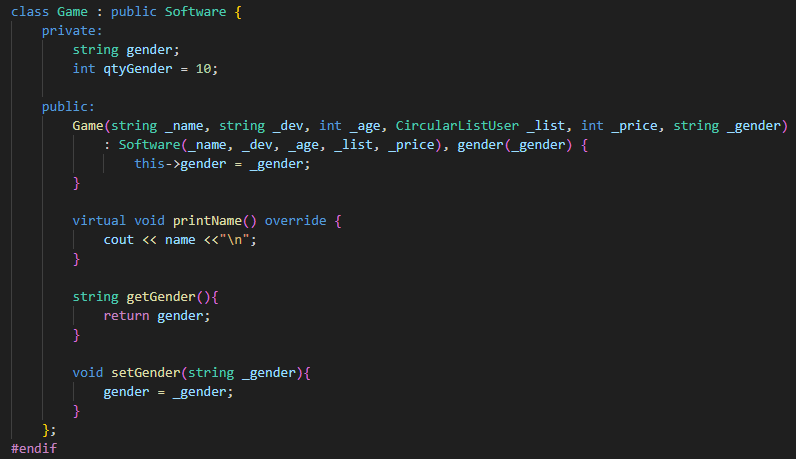 class Game : public Software {
private:
string gender;
int qtyGender = 10;
public:
Game(string _name, string _dev, int _age, CircularListUser _list, int _price, string _gender)
: Software(_name, _dev, _age, _list, _price), gender(_gender) {
this->gender = _gender;
}
virtual void printName() override {
cout << name <<"\n";
}
string getGender(){
return gender;
}
void setGender(string _gender){
gender = _gender;
}
};
#endif